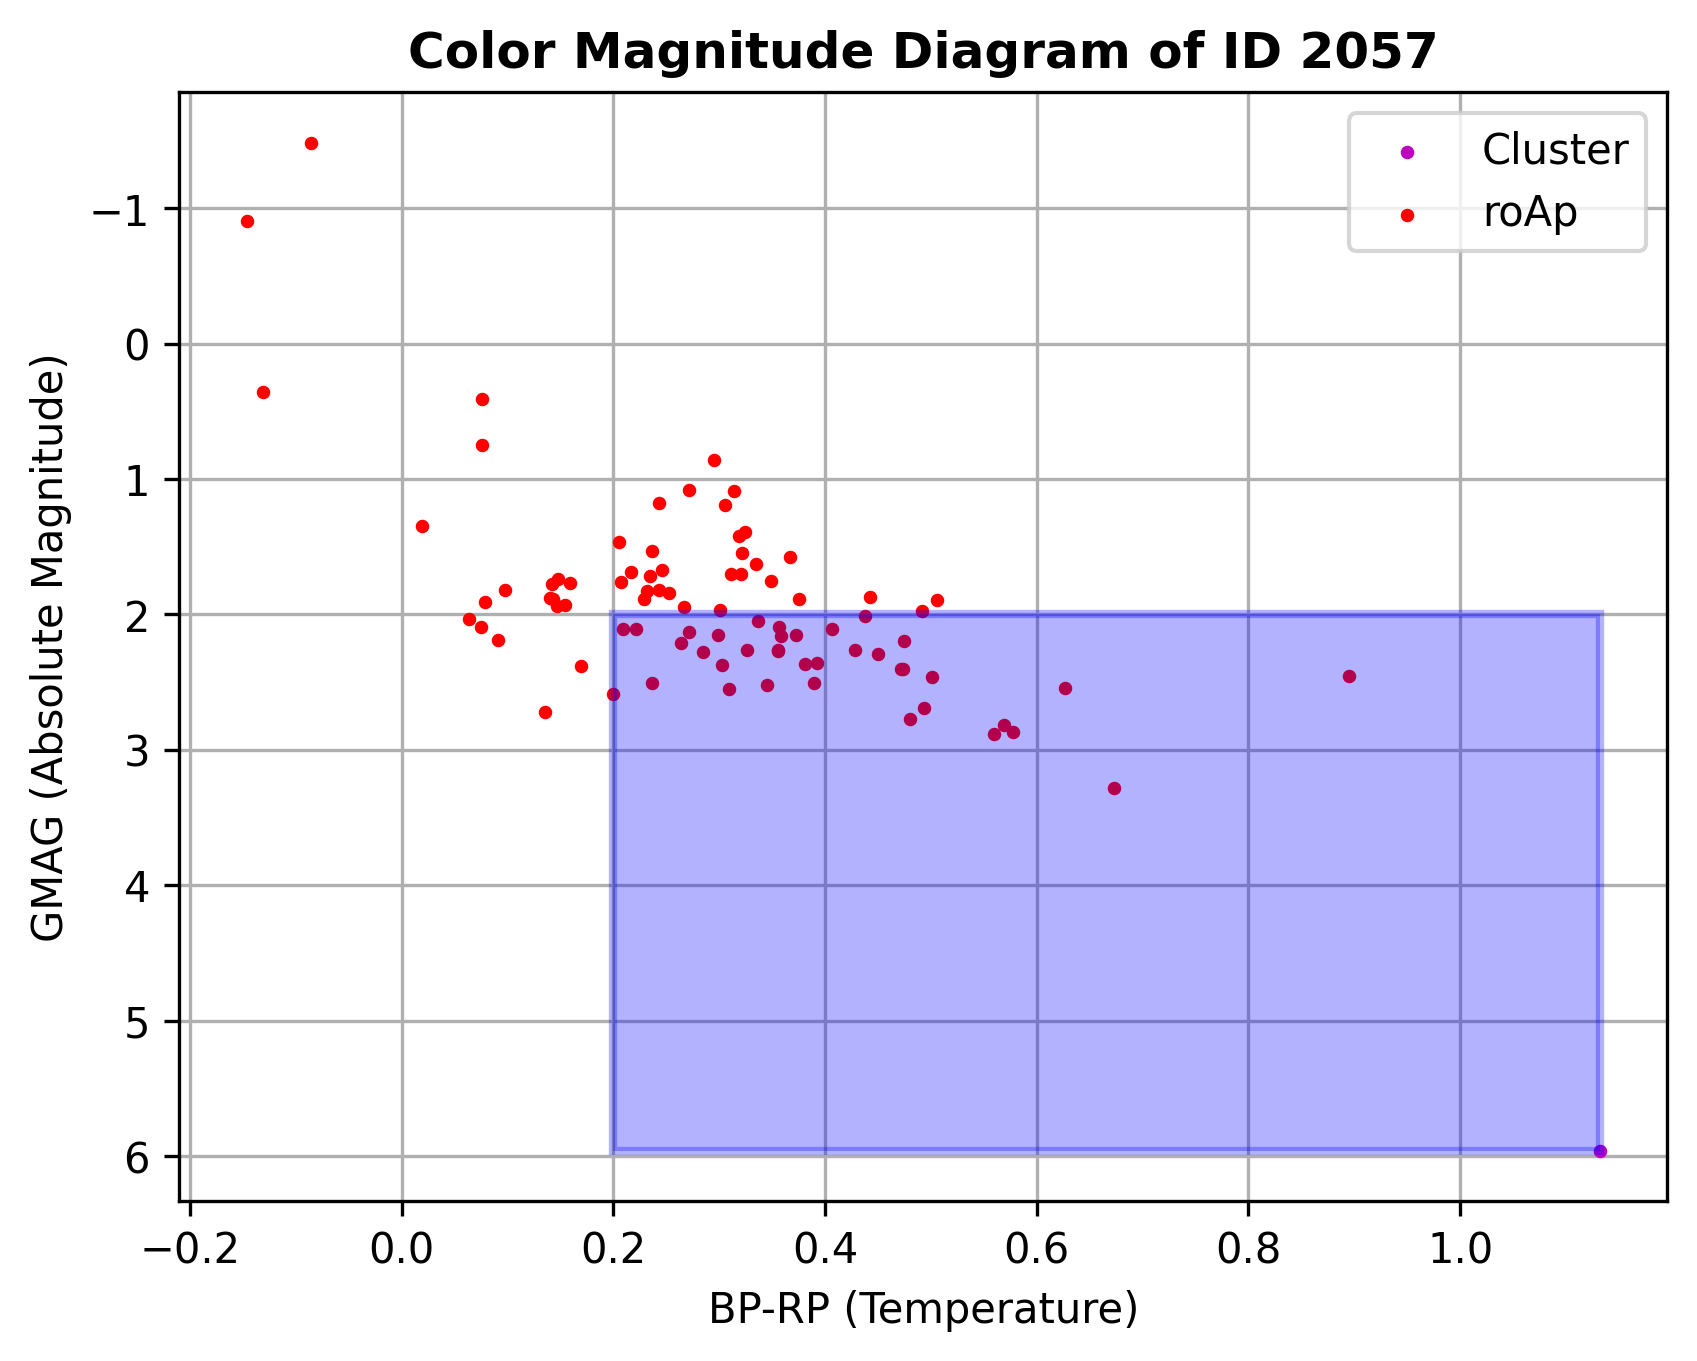 Color Magnitude Diagram of ID 2057
Cluster
roAp
GMAG (Absolute Magnitude)
−1
0
1
2
3
4
5
6
−0.2 0.0 0.2 0.4 0.6 0.8 1.0
BP-RP (Temperature)